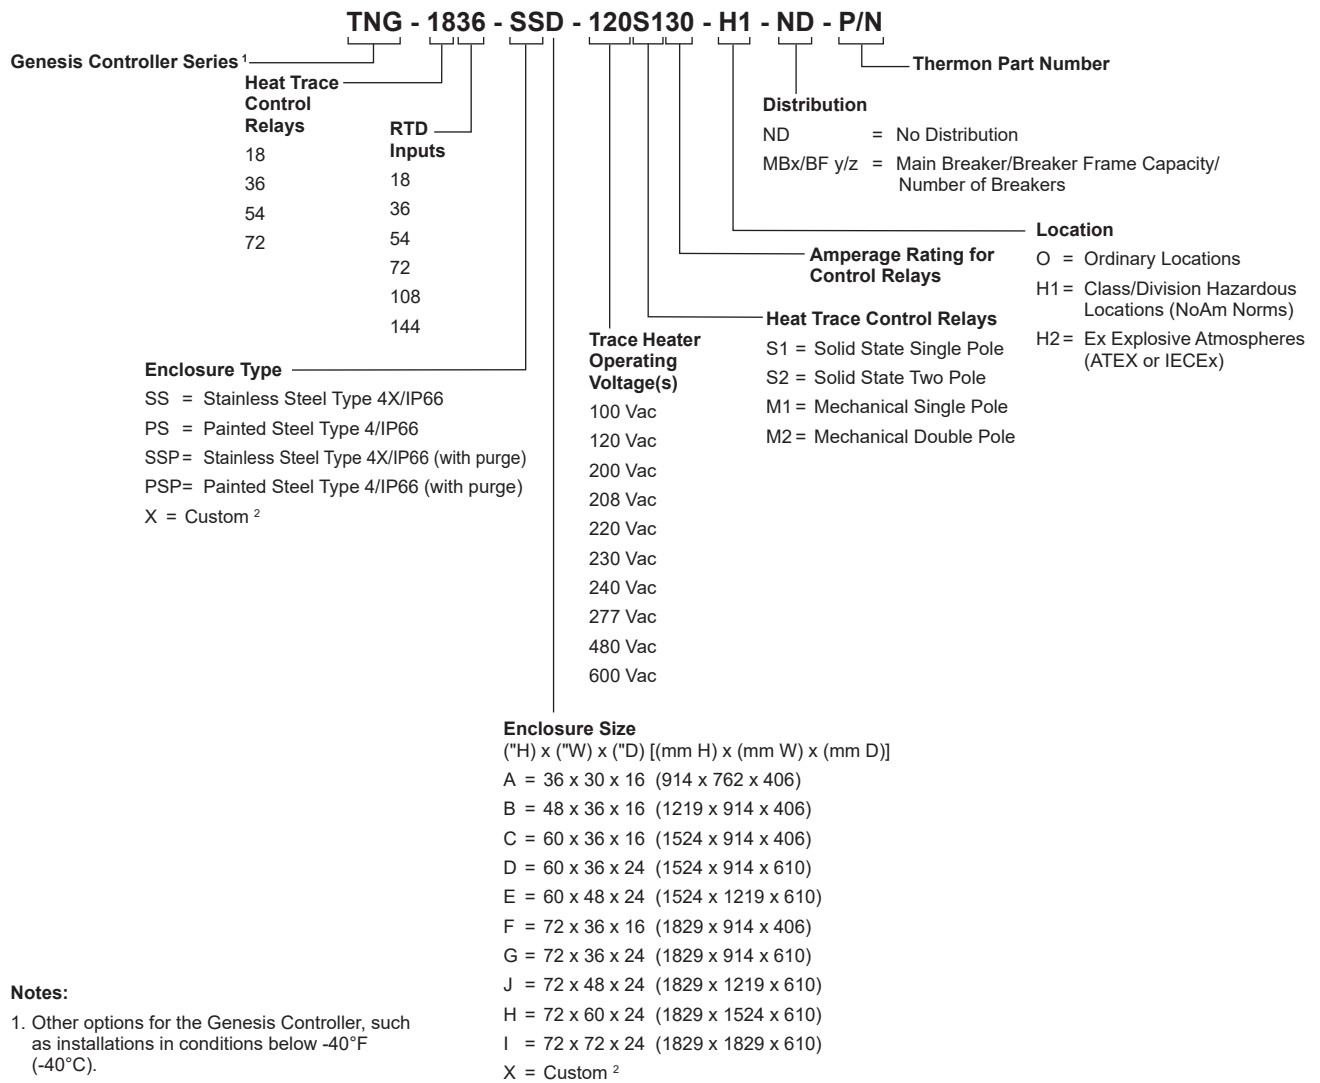 TNG - 1836 - SSD - 120S130 - H1 - ND - P/N
Genesis Controller Series 1
Thermon Part Number
Heat Trace
Control
Relays
18
36
54
72
RTD
Inputs
18
36
54
72
108
144
Distribution
ND = No Distribution
MBx/BF y/z = Main Breaker/Breaker Frame Capacity/
Number of Breakers
Location
O = Ordinary Locations
H1 = Class/Division Hazardous
Locations (NoAm Norms)
H2 = Ex Explosive Atmospheres
(ATEX or IECEx)
Amperage Rating for
Control Relays
Heat Trace Control Relays
S1 = Solid State Single Pole
S2 = Solid State Two Pole
M1 = Mechanical Single Pole
M2 = Mechanical Double Pole
Trace Heater
Operating
Voltage(s)
100 Vac
120 Vac
200 Vac
208 Vac
220 Vac
230 Vac
240 Vac
277 Vac
480 Vac
600 Vac
Enclosure Type
SS = Stainless Steel Type 4X/IP66
PS = Painted Steel Type 4/IP66
SSP = Stainless Steel Type 4X/IP66 (with purge)
PSP = Painted Steel Type 4/IP66 (with purge)
X = Custom 2
Enclosure Size
("H) x ("W) x ("D) [(mm H) x (mm W) x (mm D)]
A = 36 x 30 x 16 (914 x 762 x 406)
B = 48 x 36 x 16 (1219 x 914 x 406)
C = 60 x 36 x 16 (1524 x 914 x 406)
D = 60 x 36 x 24 (1524 x 914 x 610)
E = 60 x 48 x 24 (1524 x 1219 x 610)
F = 72 x 36 x 16 (1829 x 914 x 406)
G = 72 x 36 x 24 (1829 x 914 x 610)
J = 72 x 48 x 24 (1829 x 1219 x 610)
H = 72 x 60 x 24 (1829 x 1524 x 610)
I = 72 x 72 x 24 (1829 x 1829 x 610)
X = Custom 2
Notes:
1. Other options for the Genesis Controller, such
as installations in conditions below -40°F
(-40°C).